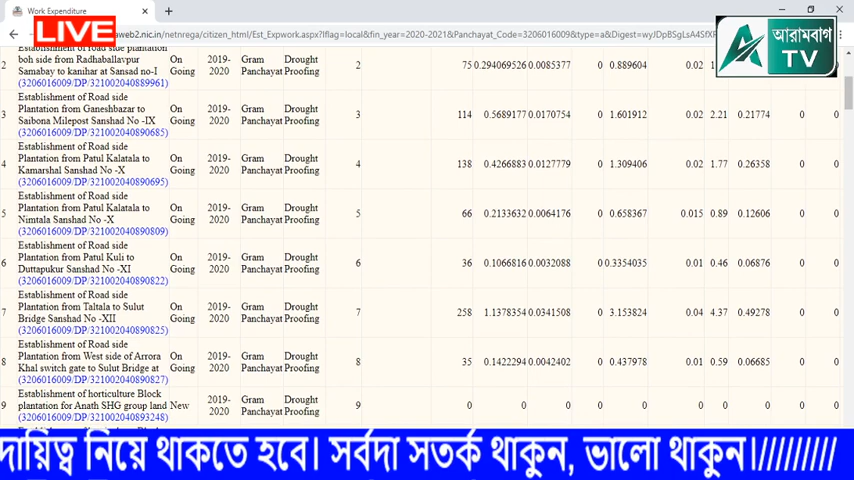 Work Expenditure
LIVE
aweb2.nic.in/netnrega/citizen_html/Est_Expwork.aspx?lflag=local&fin_year=2020-2021&Panchayat_Code=3206016009&type=a&Digest=wyJDpBSgLsA4SfXF
আরামবাগ
TV
Establishment of road side plantation
boh side from Radhaballavpur
Samabay to kanihar at Sansad no-I
(3206016009/DP/321002040889961)
2 On Going 2019-2020 Gram Panchayat Drought Proofing 2 75 0.294069526 0.0085377 0 0.889604 0.02
Establishment of Road side
Plantation from Ganeshbazar to
Saibona Milepost Sanshad No -IX
(3206016009/DP/321002040890685)
3 On Going 2019-2020 Gram Panchayat Drought Proofing 3 114 0.5689177 0.0170754 0 1.601912 0.02 2.21 0.21774 0 0
Establishment of Road side
Plantation from Patul Kalatala to
Kamarshal Sanshad No -X
(3206016009/DP/321002040890695)
4 On Going 2019-2020 Gram Panchayat Drought Proofing 4 138 0.4266883 0.0127779 0 1.309406 0.02 1.77 0.26358 0 0
Establishment of Road side
Plantation from Patul Kalatala to
Nimtala Sanshad No -X
(3206016009/DP/321002040890809)
5 On Going 2019-2020 Gram Panchayat Drought Proofing 5 66 0.2133632 0.0064176 0 0.658367 0.015 0.89 0.12606 0 0
Establishment of Road side
Plantation from Patul Kuli to
Duttapukur Sanshad No -XI
(3206016009/DP/321002040890822)
6 On Going 2019-2020 Gram Panchayat Drought Proofing 6 36 0.1066816 0.0032088 0 0.3354035 0.01 0.46 0.06876 0 0
Establishment of Road side
Plantation from Taltala to Sulut
Bridge Sanshad No -XII
(3206016009/DP/321002040890825)
7 On Going 2019-2020 Gram Panchayat Drought Proofing 7 258 1.1378354 0.0341508 0 3.153824 0.04 4.37 0.49278 0 0
Establishment of Road side
Plantation from West side of Arrora
Khal switch gate to Sulut Bridge at
(3206016009/DP/321002040890827)
8 On Going 2019-2020 Gram Panchayat Drought Proofing 8 35 0.1422294 0.0042402 0 0.437978 0.01 0.59 0.06685 0 0
Establishment of horticulture Block
plantation for Anath SHG group land
(3206016009/DP/321002040893248)
9 New 2019-2020 Gram Panchayat Drought Proofing 9 0 0 0 0 0 0 0 0 0 0
দায়িত্ব নিয়ে থাকতে হবে। সর্বদা সতর্ক থাকুন, ভালো থাকুন।//////////